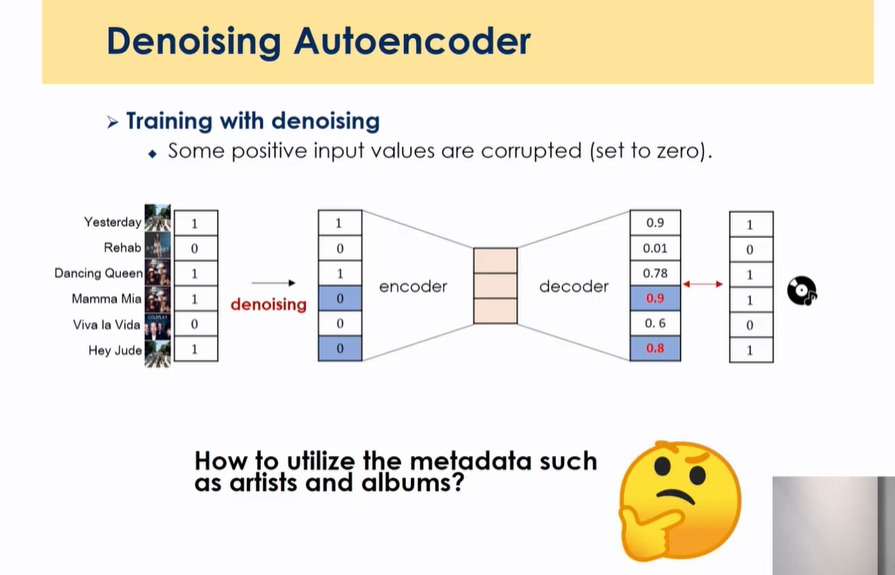 Denoising Autoencoder
➢ Training with denoising
◆ Some positive input values are corrupted (set to zero).
Yesterday 1 1 0.9 1
Rehab 0 0 0.01 0
Dancing Queen 1 1 0.78 1
encoder decoder
Mamma Mia 1 0 0.9 1
denoising
Viva la Vida 0 0 0. 6 0
Hey Jude 1 0 0.8 1
How to utilize the metadata such
as artists and albums?